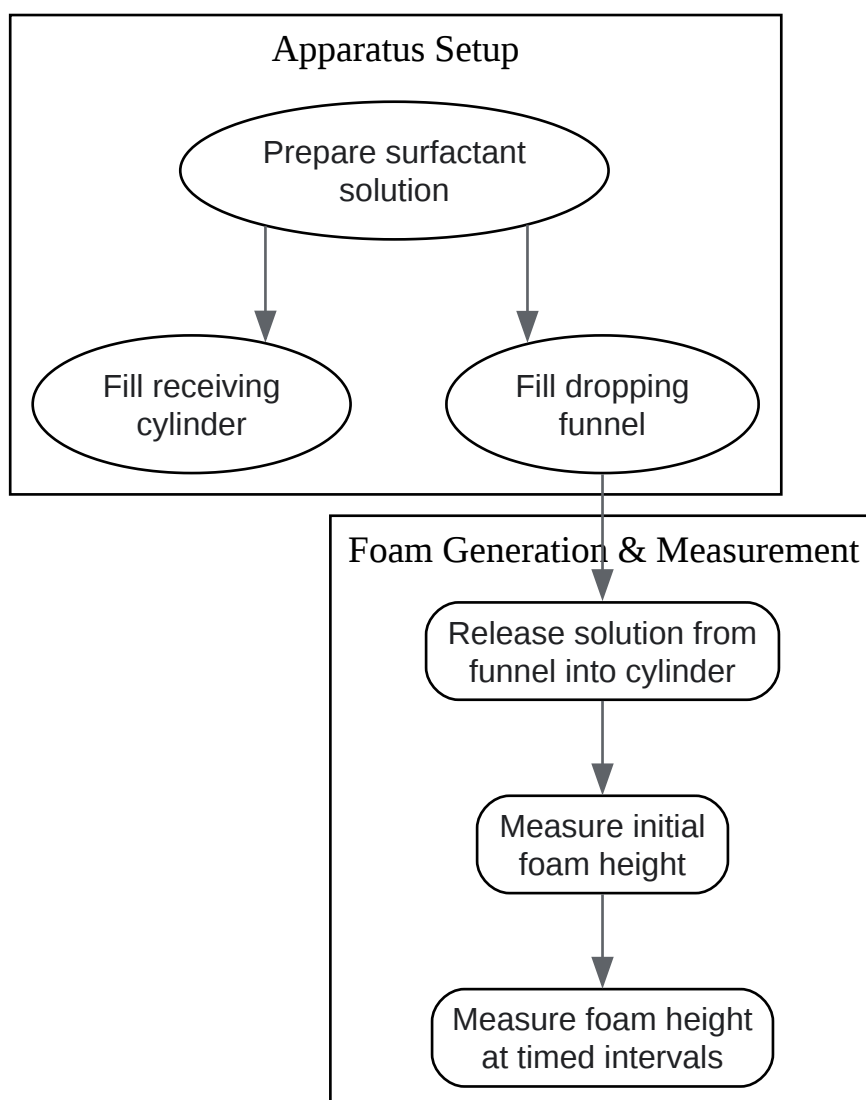 Apparatus Setup
Prepare surfactant
solution
Fill receiving
cylinder
Fill dropping
funnel
Foam Generation & Measurement
Release solution from
funnel into cylinder
Measure initial
foam height
Measure foam height
at timed intervals